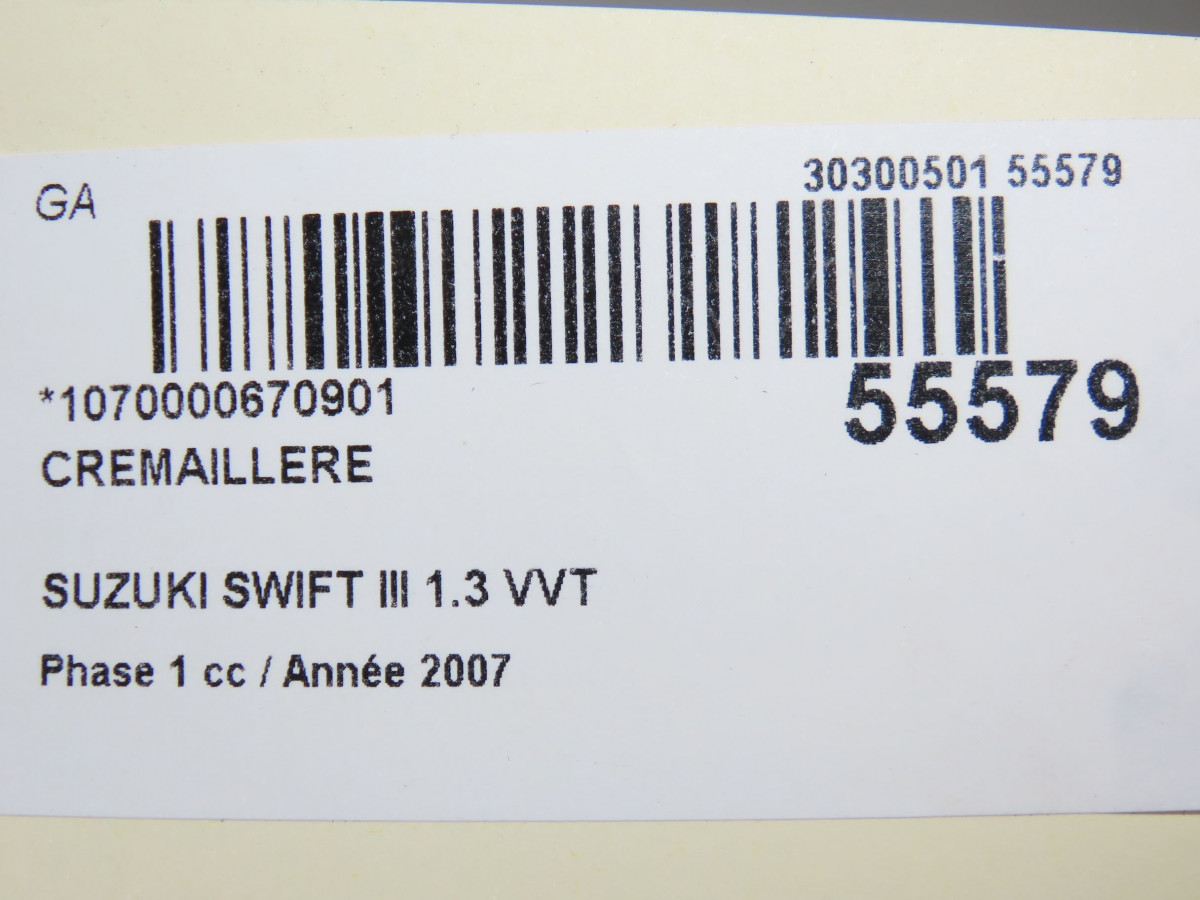 GA
30300501 55579
*1070000670901
55579
CREMAILLERE
SUZUKI SWIFT III 1.3 VVT
Phase 1 cc / Année 2007